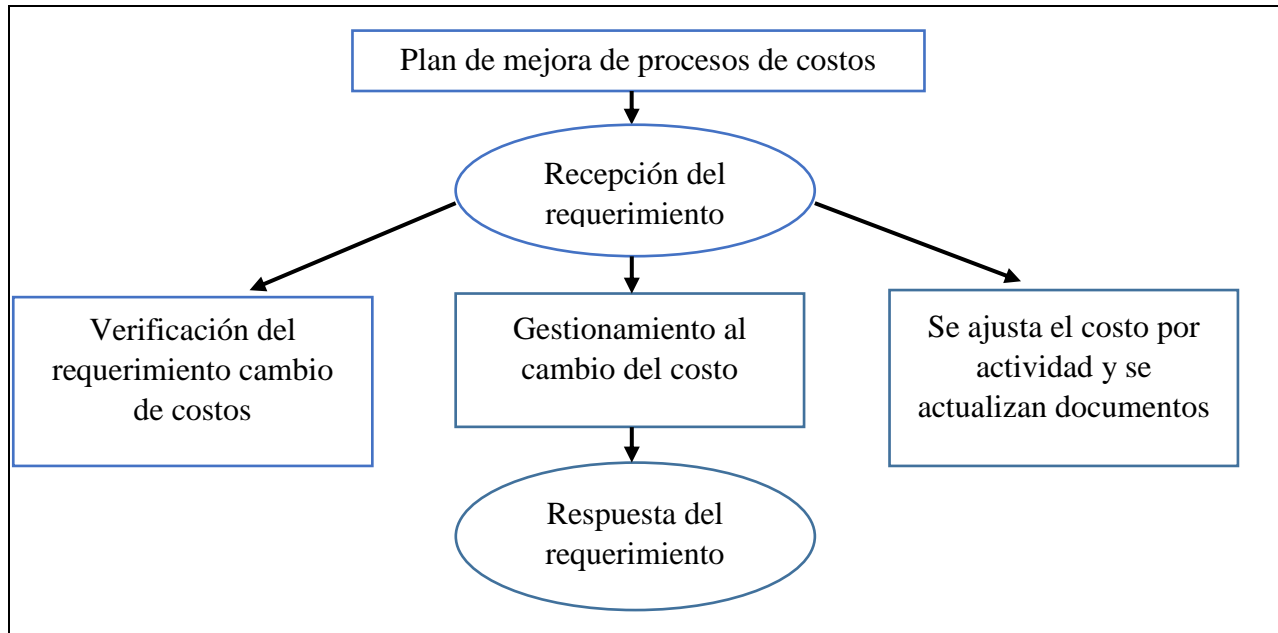 Plan de mejora de procesos de costos
Recepción del
requerimiento
Verificación del
requerimiento cambio
de costos
Gestionamiento al
cambio del costo
Se ajusta el costo por
actividad y se
actualizan documentos
Respuesta del
requerimiento